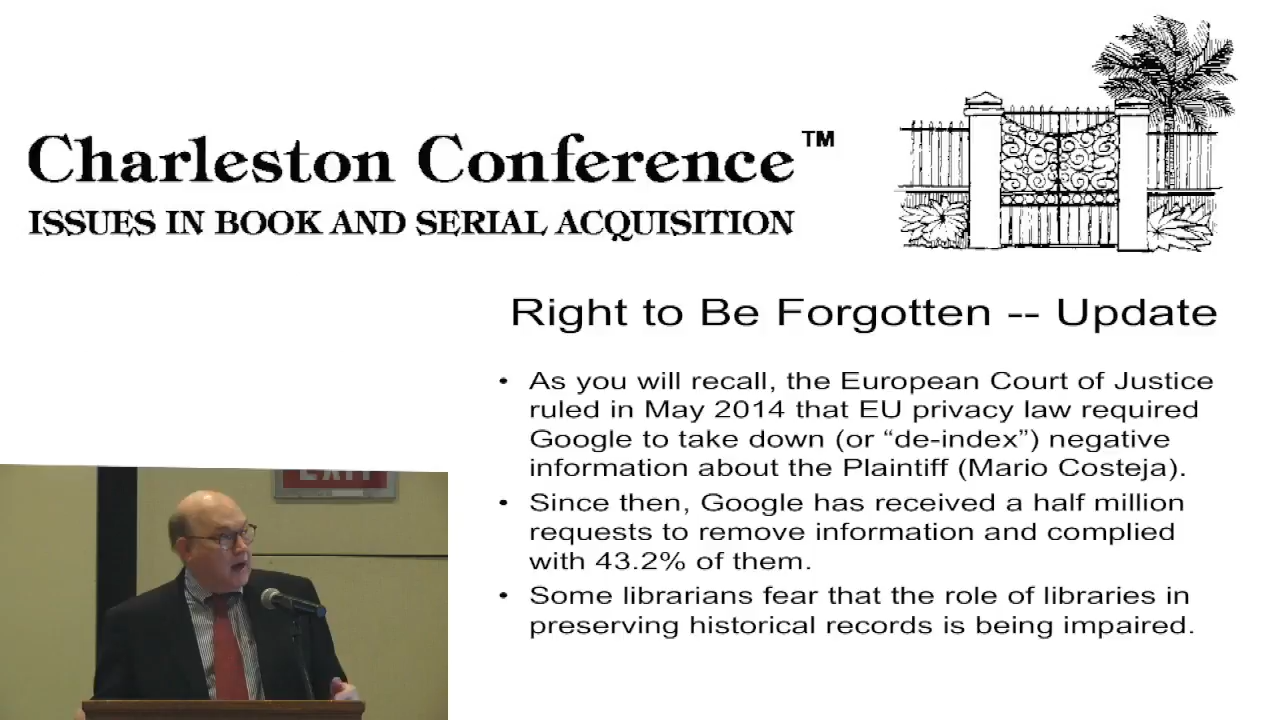 Charleston Conference™
ISSUES IN BOOK AND SERIAL ACQUISITION
Right to Be Forgotten -- Update
• As you will recall, the European Court of Justice
ruled in May 2014 that EU privacy law required
Google to take down (or “de-index”) negative
information about the Plaintiff (Mario Costeja).
• Since then, Google has received a half million
requests to remove information and complied
with 43.2% of them.
• Some librarians fear that the role of libraries in
preserving historical records is being impaired.
EXIT